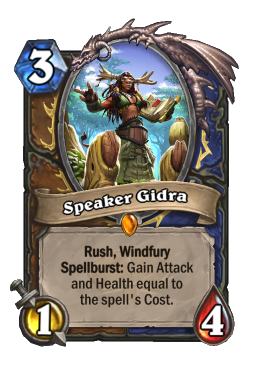 3
Speaker Gidra
Rush, Windfury
Spellburst: Gain Attack
and Health equal to
the spell's Cost.
1
4